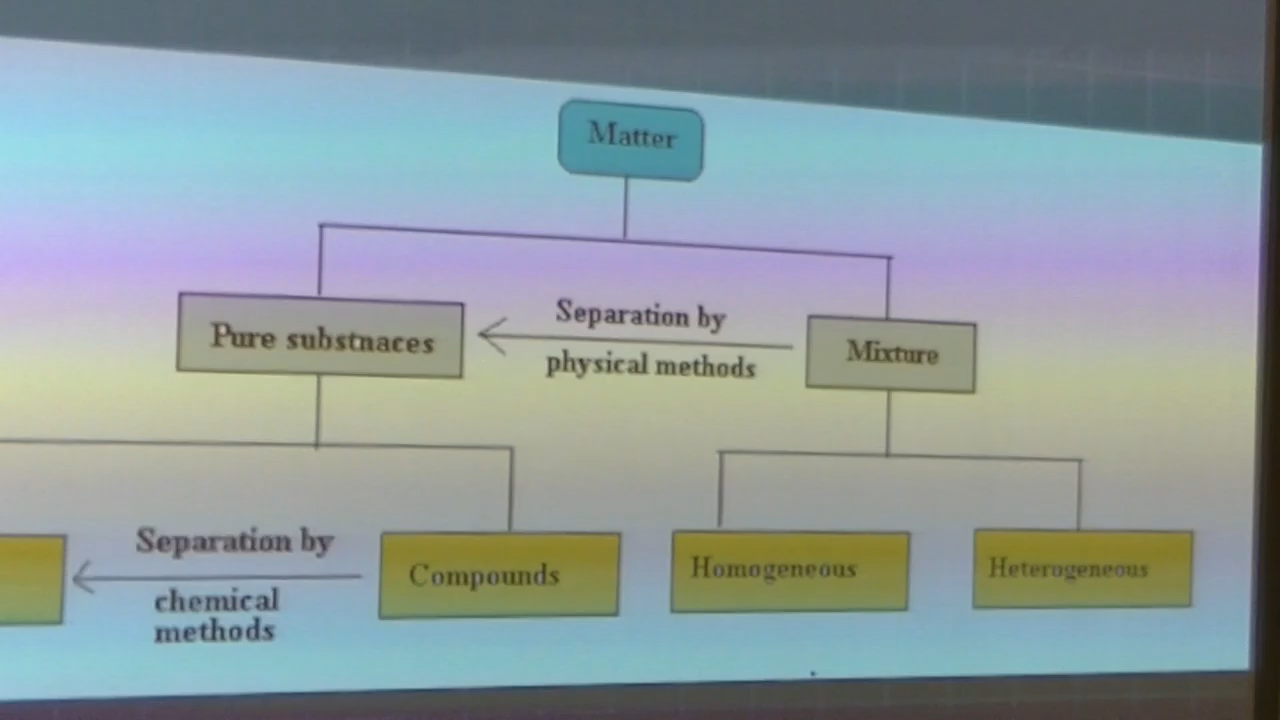 Matter
Separation by
physical methods
Pure substnaces
Mixture
Separation by
chemical
methods
Compounds
Homogeneous
Heterogeneous